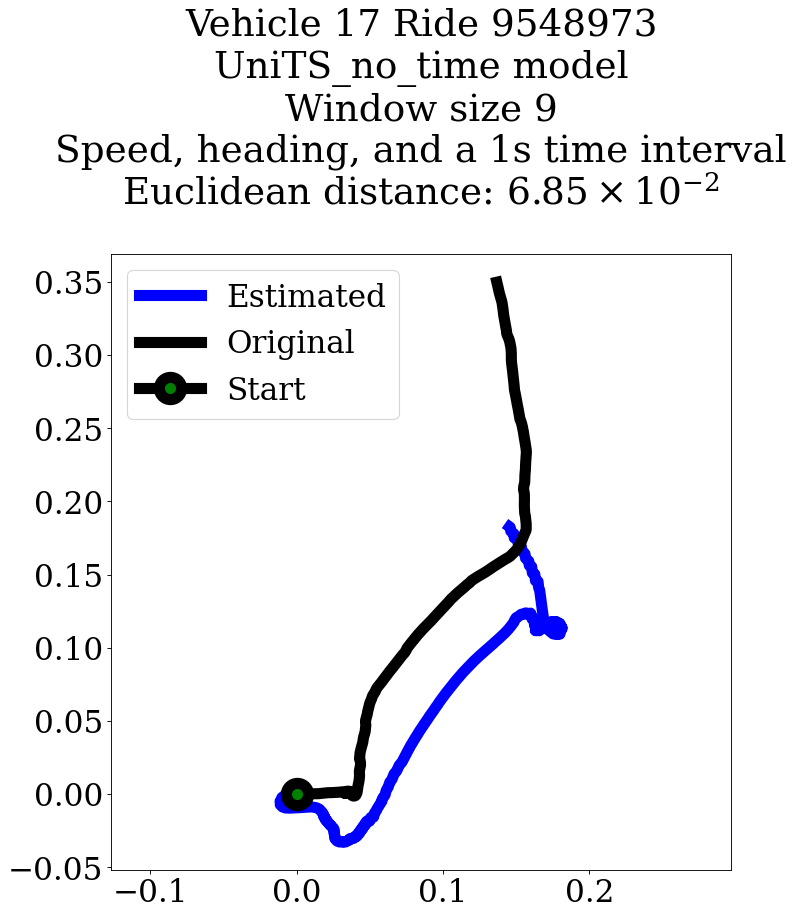 Vehicle 17 Ride 9548973
UniTS_no_time model
Window size 9
Speed, heading, and a 1s time interval
Euclidean distance: 6.85 × 10⁻²
Estimated
Original
Start
0.35
0.30
0.25
0.20
0.15
0.10
0.05
0.00
−0.05
−0.1
0.0
0.1
0.2